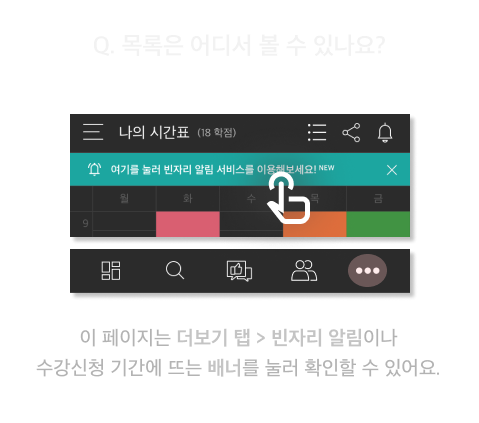 Q. 목록은 어디서 볼 수 있나요?
나의 시간표 (18 학점)
여기를 눌러 빈자리 알림 서비스를 이용해보세요! NEW
월 화 수 목 금
9
이 페이지는 더보기 탭 > 빈자리 알림이나
수강신청 기간에 뜨는 배너를 눌러 확인할 수 있어요.